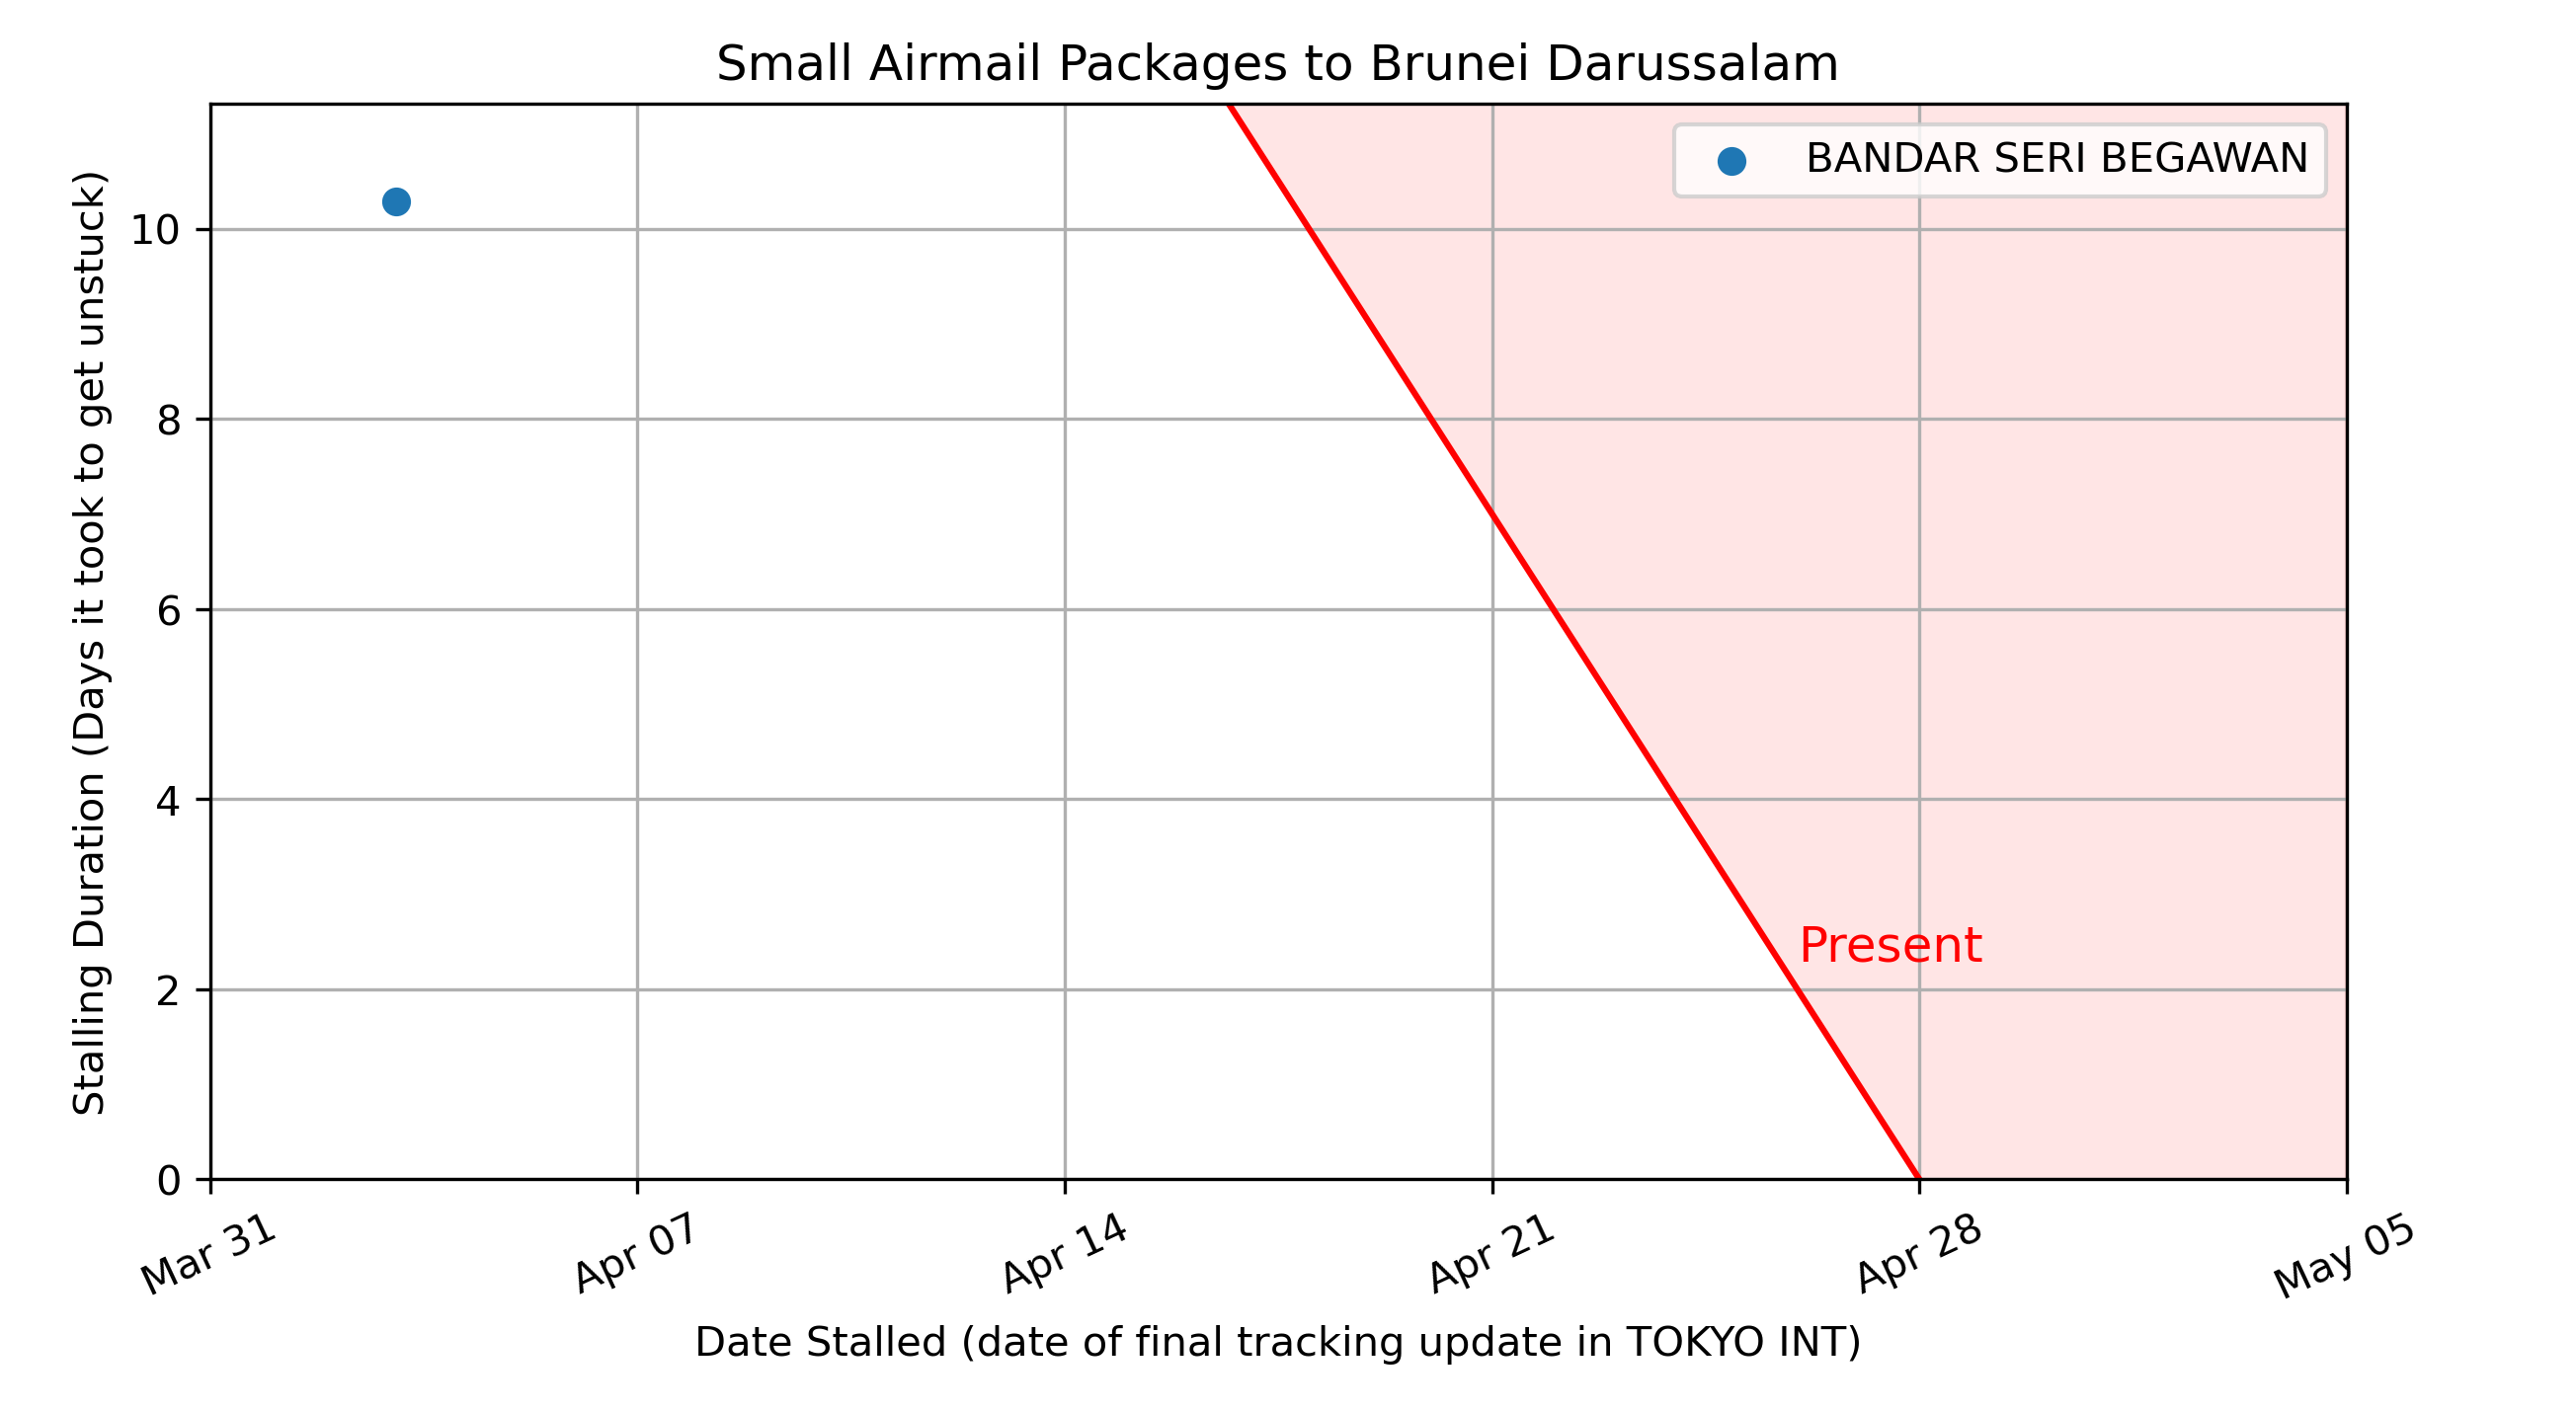 Small Airmail Packages to Brunei Darussalam
BANDAR SERI BEGAWAN
Stalling Duration (Days it took to get unstuck)
10
8
6
4
2
0
Present
Mar 31
Apr 07
Apr 14
Apr 21
Apr 28
May 05
Date Stalled (date of final tracking update in TOKYO INT)